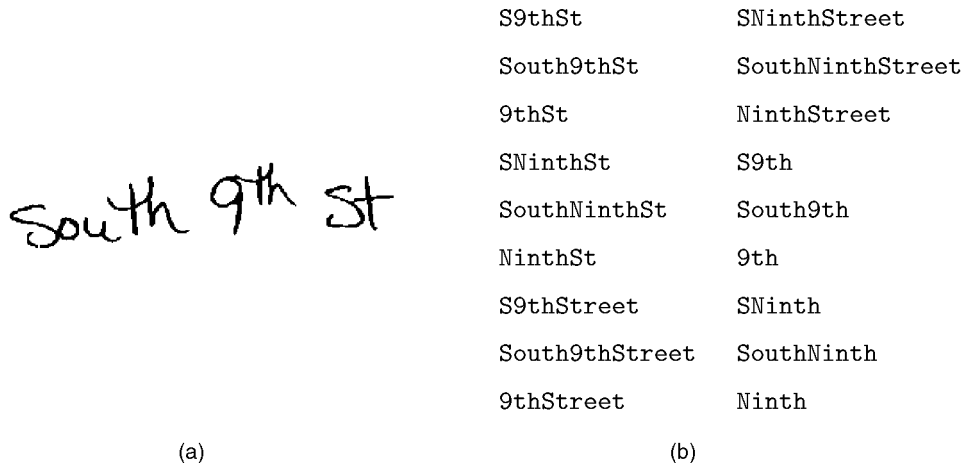 South 9th St
S9thSt SNinthStreet
South9thSt SouthNinthStreet
9thSt NinthStreet
SNinthSt S9th
SouthNinthSt South9th
NinthSt 9th
S9thStreet SNinth
South9thStreet SouthNinth
9thStreet Ninth
(a) (b)